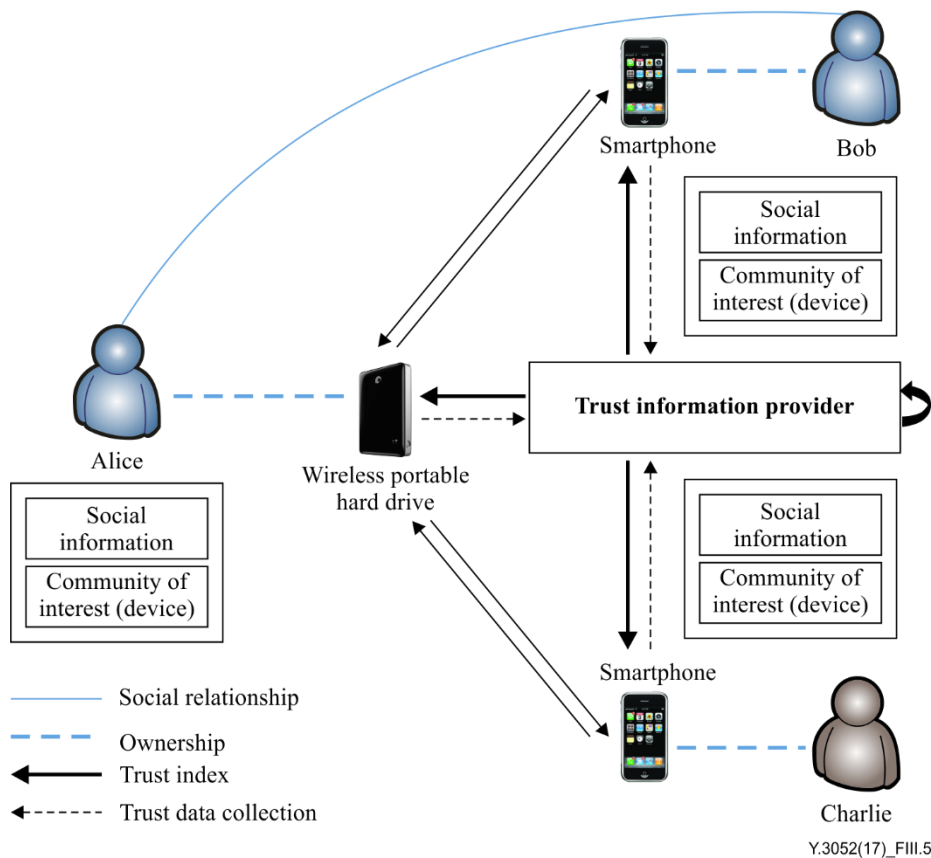 Smartphone
Bob
Social
information
Community of
interest (device)
Trust information provider
Alice
Wireless portable
hard drive
Social
information
Community of
interest (device)
Social
information
Community of
interest (device)
Smartphone
Social relationship
Ownership
Trust index
Trust data collection
Charlie
Y.3052(17)_FIII.5